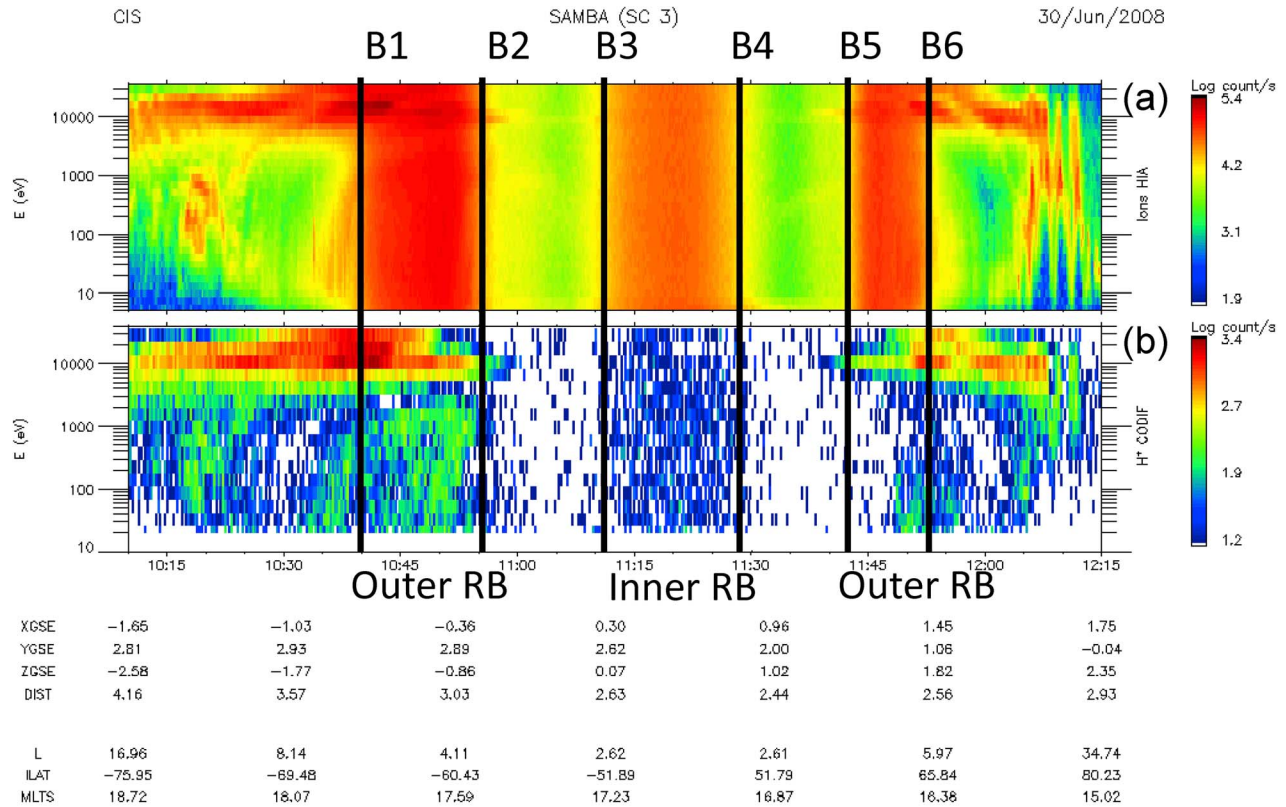 CIS SAMBA (SC 3) 30/Jun/2008
B1 B2 B3 B4 B5 B6
Log count/s
(a)
5.4
4.2
3.1
1.9
10000
1000
100
10
E (eV)
Ions HIA
Log count/s
(b)
3.4
2.7
1.9
1.2
10000
1000
100
10
E (eV)
H⁺ CODIF
10:15 10:30 10:45 11:00 11:15 11:30 11:45 12:00 12:15
Outer RB Inner RB Outer RB
XGSE −1.65 −1.03 −0.36 0.30 0.96 1.45 1.75
YGSE 2.81 2.93 2.89 2.62 2.00 1.06 −0.04
ZGSE −2.58 −1.77 −0.86 0.07 1.02 1.82 2.35
DIST 4.16 3.57 3.03 2.63 2.44 2.56 2.93
L 16.96 8.14 4.11 2.62 2.61 5.97 34.74
ILAT −75.95 −69.48 −60.43 −51.89 51.79 65.84 80.23
MLTS 18.72 18.07 17.59 17.23 16.87 16.38 15.02